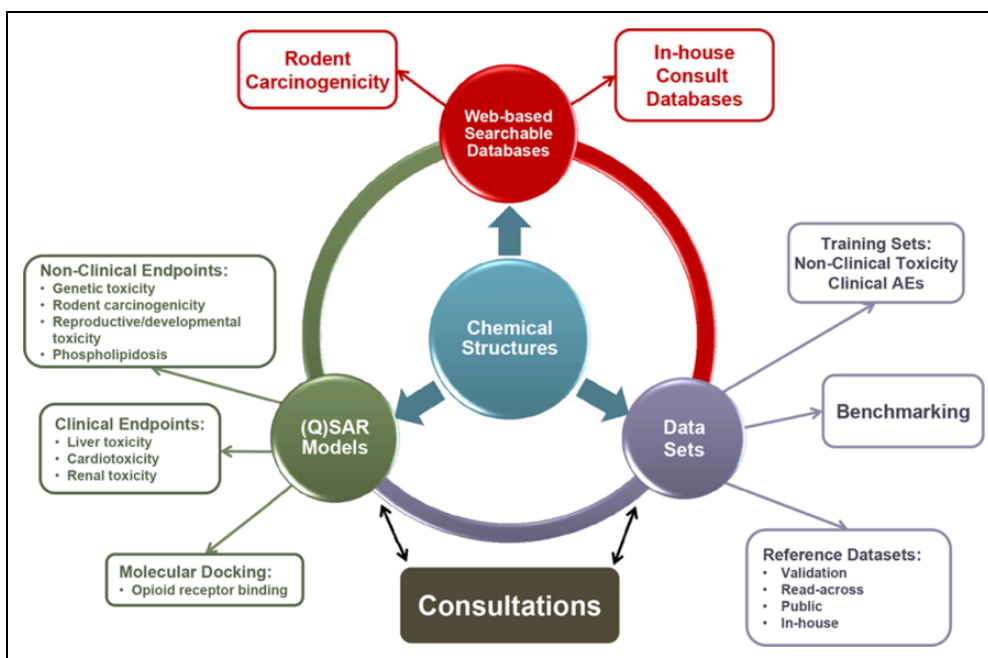 Rodent
Carcinogenicity
In-house
Consult
Databases
Web-based
Searchable
Databases
Training Sets:
Non-Clinical Toxicity
Clinical AEs
Non-Clinical Endpoints:
• Genetic toxicity
• Rodent carcinogenicity
• Reproductive/developmental
toxicity
• Phospholipidosis
Chemical
Structures
Benchmarking
Clinical Endpoints:
• Liver toxicity
• Cardiotoxicity
• Renal toxicity
(Q)SAR
Models
Data
Sets
Molecular Docking:
• Opioid receptor binding
Reference Datasets:
• Validation
• Read-across
• Public
• In-house
Consultations